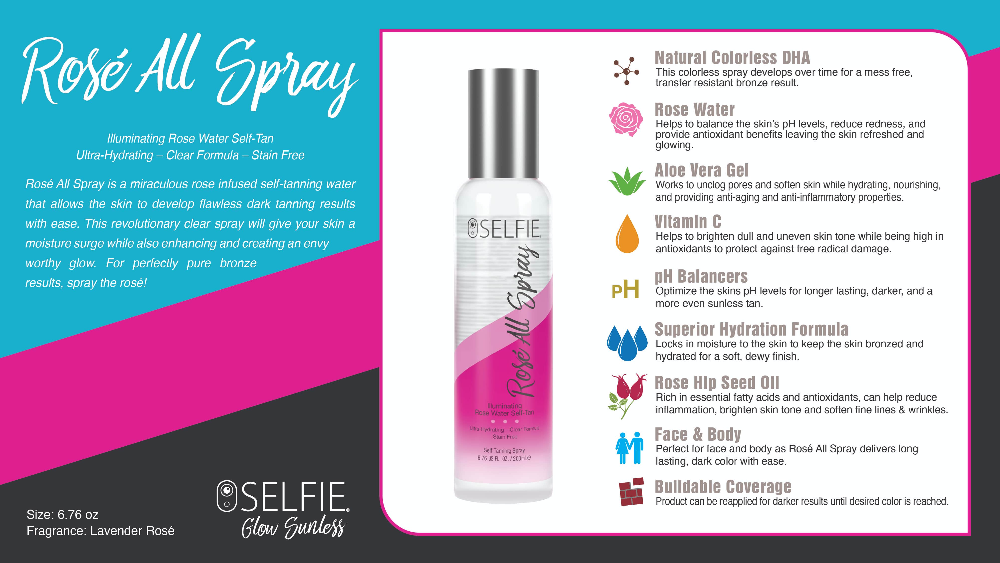 Rosé All Spray
Illuminating Rose Water Self-Tan
Ultra-Hydrating – Clear Formula – Stain Free
Rosé All Spray is a miraculous rose infused self-tanning water
that allows the skin to develop flawless dark tanning results
with ease. This revolutionary clear spray will give your skin a
moisture surge while also enhancing and creating an envy
worthy glow. For perfectly pure bronze
results, spray the rosé!
Size: 6.76 oz
Fragrance: Lavender Rosé
SELFIE®
Glow Sunless
SELFIE®
Rosé All Spray
Illuminating
Rose Water Self-Tan
Ultra-Hydrating – Clear Formula
Stain Free
Self Tanning Spray
6.76 US FL. OZ. / 200mL℮
Natural Colorless DHA
This colorless spray develops over time for a mess free,
transfer resistant bronze result.
Rose Water
Helps to balance the skin’s pH levels, reduce redness, and
provide antioxidant benefits leaving the skin refreshed and
glowing.
Aloe Vera Gel
Works to unclog pores and soften skin while hydrating, nourishing,
and providing anti-aging and anti-inflammatory properties.
Vitamin C
Helps to brighten dull and uneven skin tone while being high in
antioxidants to protect against free radical damage.
pH
pH Balancers
Optimize the skins pH levels for longer lasting, darker, and a
more even sunless tan.
Superior Hydration Formula
Locks in moisture to the skin to keep the skin bronzed and
hydrated for a soft, dewy finish.
Rose Hip Seed Oil
Rich in essential fatty acids and antioxidants, can help reduce
inflammation, brighten skin tone and soften fine lines & wrinkles.
Face & Body
Perfect for face and body as Rosé All Spray delivers long
lasting, dark color with ease.
Buildable Coverage
Product can be reapplied for darker results until desired color is reached.